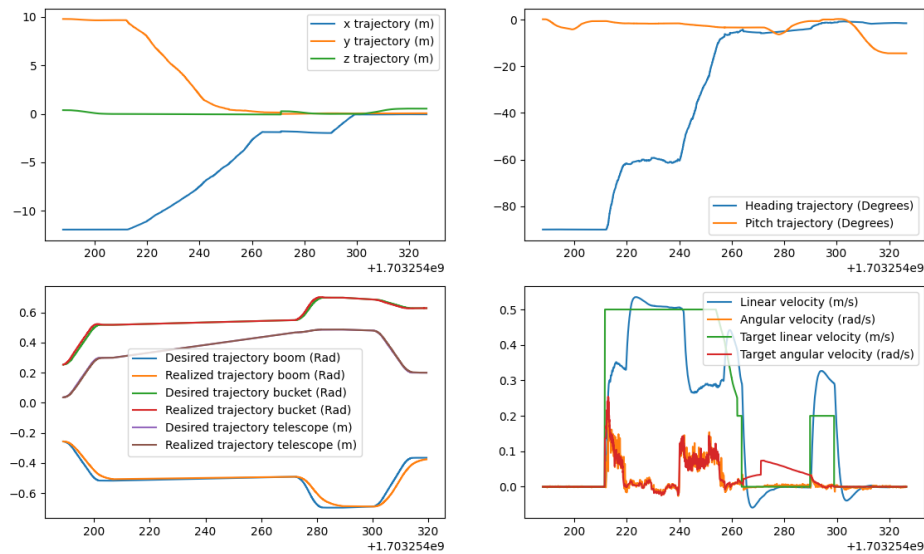 10
5
0
−5
−10
x trajectory (m)
y trajectory (m)
z trajectory (m)
200 220 240 260 280 300 320
+1.703254e9
0
−20
−40
−60
−80
Heading trajectory (Degrees)
Pitch trajectory (Degrees)
200 220 240 260 280 300 320
+1.703254e9
0.6
0.4
0.2
0.0
−0.2
−0.4
−0.6
Desired trajectory boom (Rad)
Realized trajectory boom (Rad)
Desired trajectory bucket (Rad)
Realized trajectory bucket (Rad)
Desired trajectory telescope (m)
Realized trajectory telescope (m)
200 220 240 260 280 300 320
+1.703254e9
0.5
0.4
0.3
0.2
0.1
0.0
Linear velocity (m/s)
Angular velocity (rad/s)
Target linear velocity (m/s)
Target angular velocity (rad/s)
200 220 240 260 280 300 320
+1.703254e9